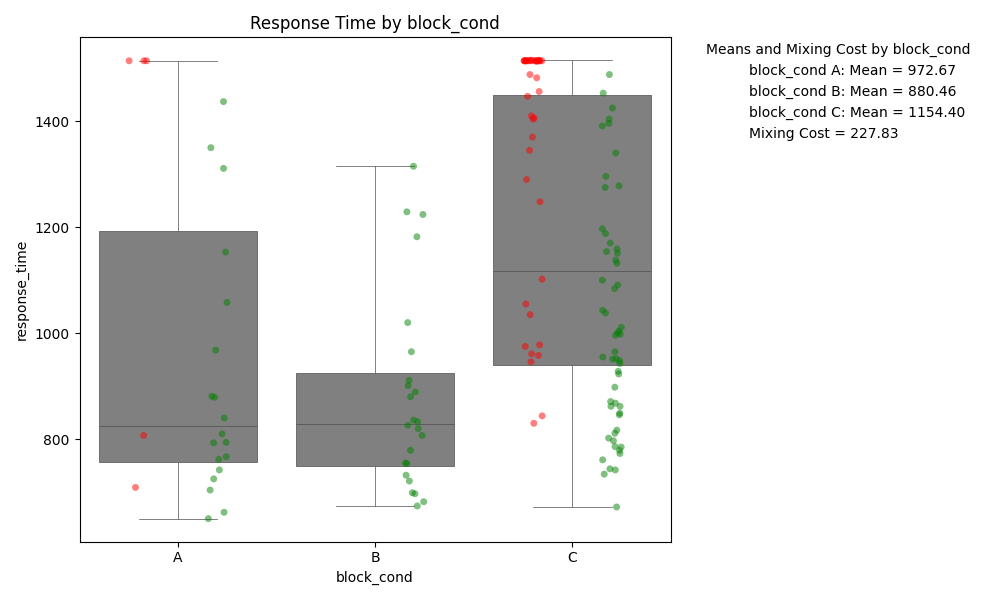 Response Time by block_cond
Means and Mixing Cost by block_cond
block_cond A: Mean = 972.67
block_cond B: Mean = 880.46
block_cond C: Mean = 1154.40
Mixing Cost = 227.83
response_time
1400
1200
1000
800
A B C
block_cond